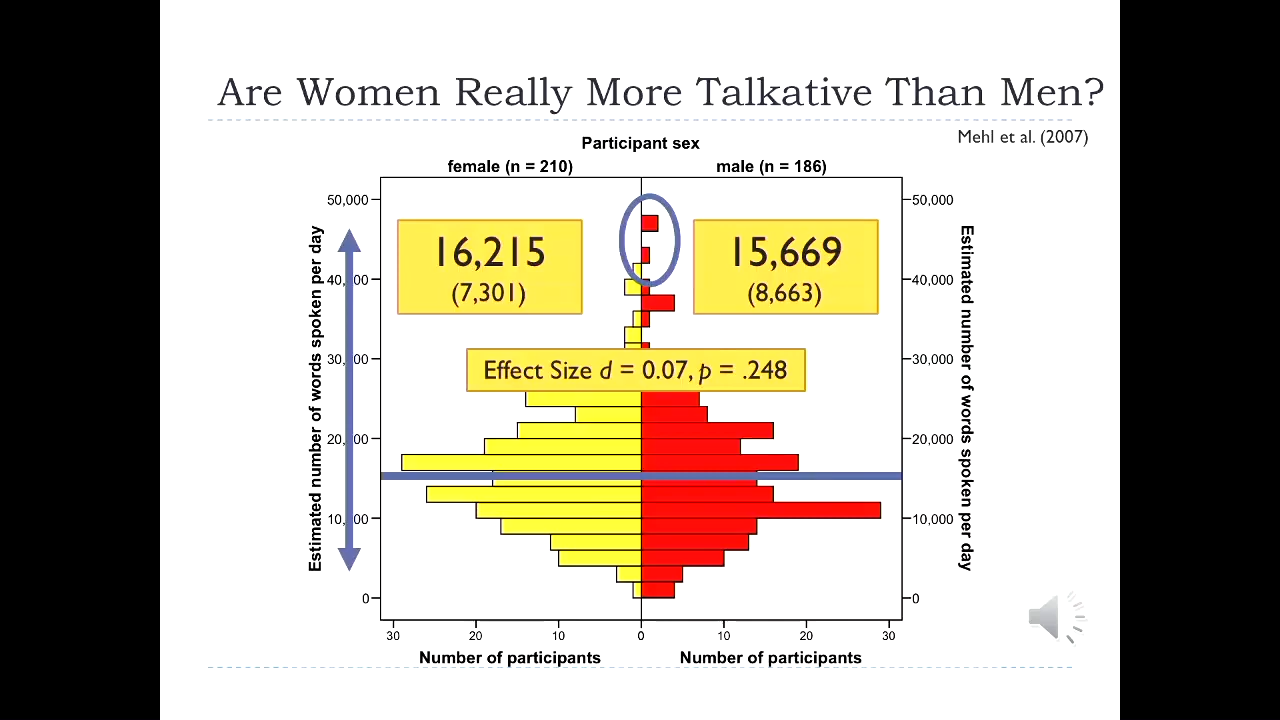 Are Women Really More Talkative Than Men?
Mehl et al. (2007)
Participant sex
female (n = 210)
male (n = 186)
Estimated number of words spoken per day
50,000
40,000
30,000
20,000
10,000
0
16,215
(7,301)
15,669
(8,663)
Effect Size d = 0.07, p = .248
50,000
40,000
30,000
20,000
10,000
0
Estimated number of words spoken per day
30 20 10 0 10 20 30
Number of participants
Number of participants